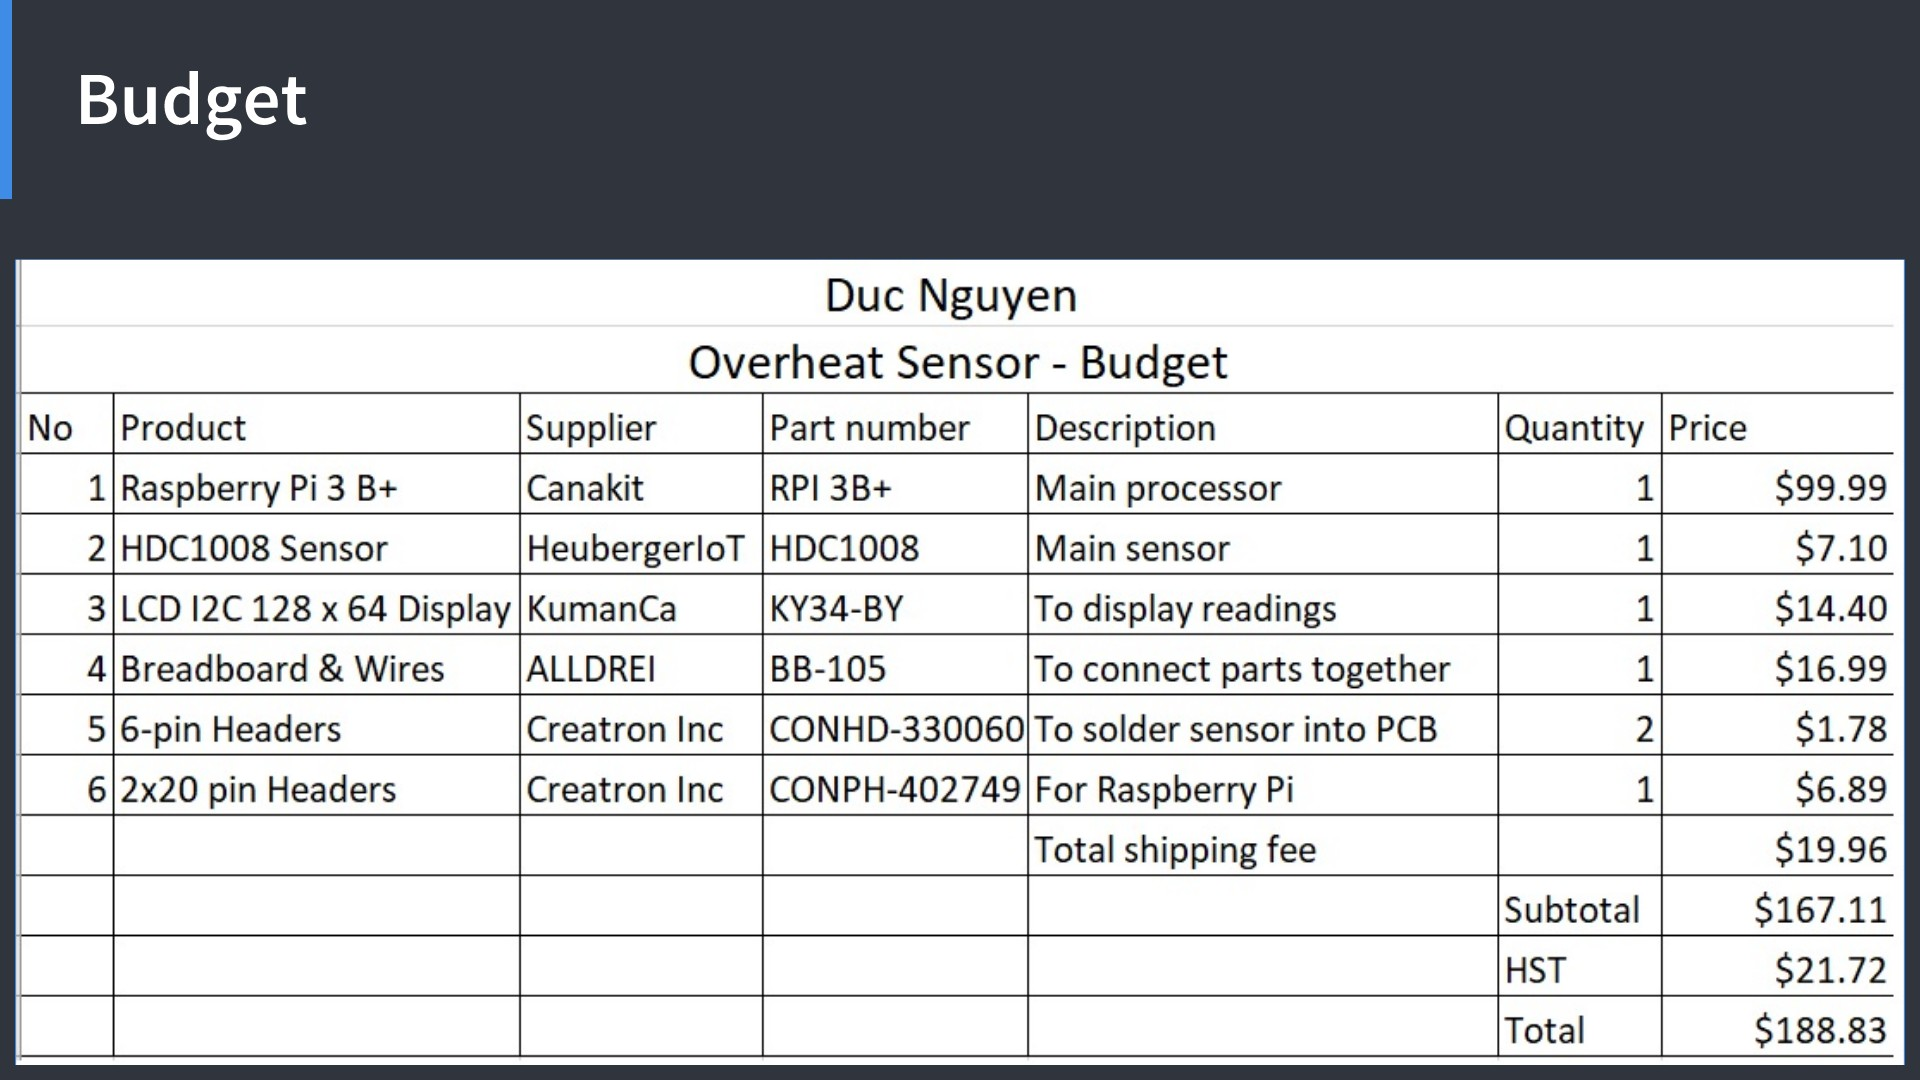 Budget
Duc Nguyen
Overheat Sensor - Budget
No Product Supplier Part number Description Quantity Price
1 Raspberry Pi 3 B+ Canakit RPI 3B+ Main processor 1 $99.99
2 HDC1008 Sensor HeubergerIoT HDC1008 Main sensor 1 $7.10
3 LCD I2C 128 x 64 Display KumanCa KY34-BY To display readings 1 $14.40
4 Breadboard & Wires ALLDREI BB-105 To connect parts together 1 $16.99
5 6-pin Headers Creatron Inc CONHD-330060 To solder sensor into PCB 2 $1.78
6 2x20 pin Headers Creatron Inc CONPH-402749 For Raspberry Pi 1 $6.89
Total shipping fee $19.96
Subtotal $167.11
HST $21.72
Total $188.83